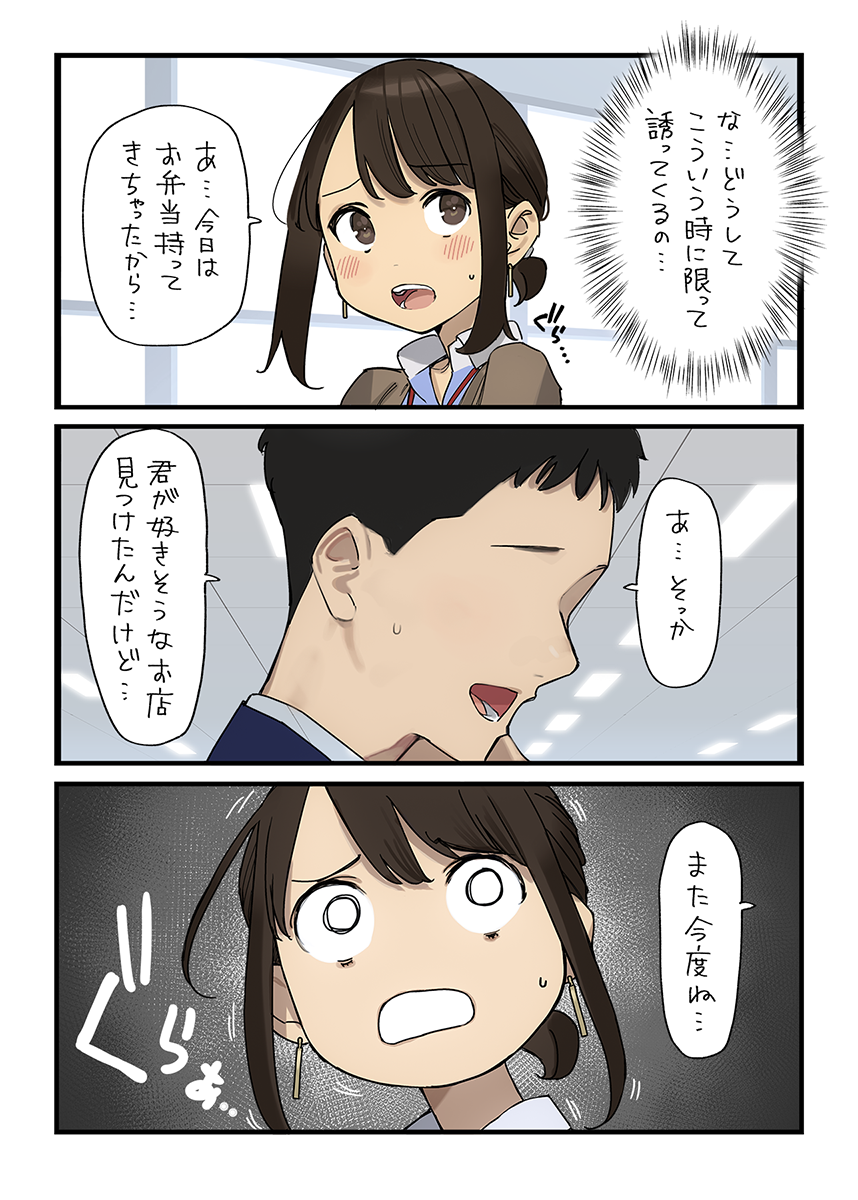 な…どうして
こういう時に限って
誘ってくるの…
ぐら…
あ…今日は
お弁当持って
きちゃったから…
あ…そっか
君が好きそうなお店
見つけたんだけど…
また今度ね…
ぐらぁ…